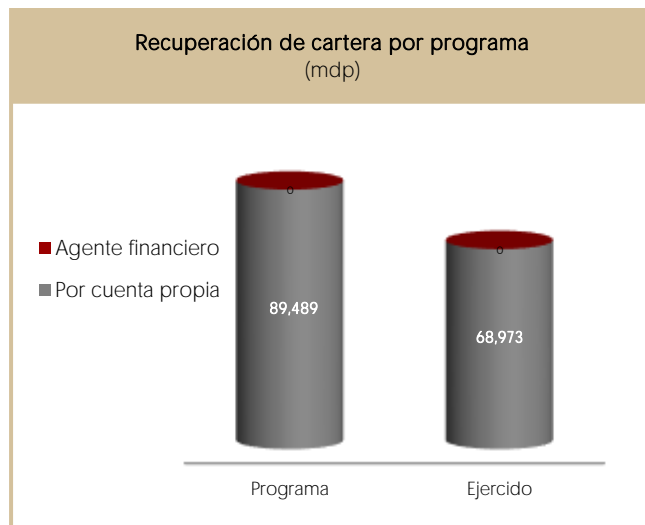 Recuperación de cartera por programa
(mdp)
Agente financiero
Por cuenta propia
0
0
89,489
68,973
Programa
Ejercido